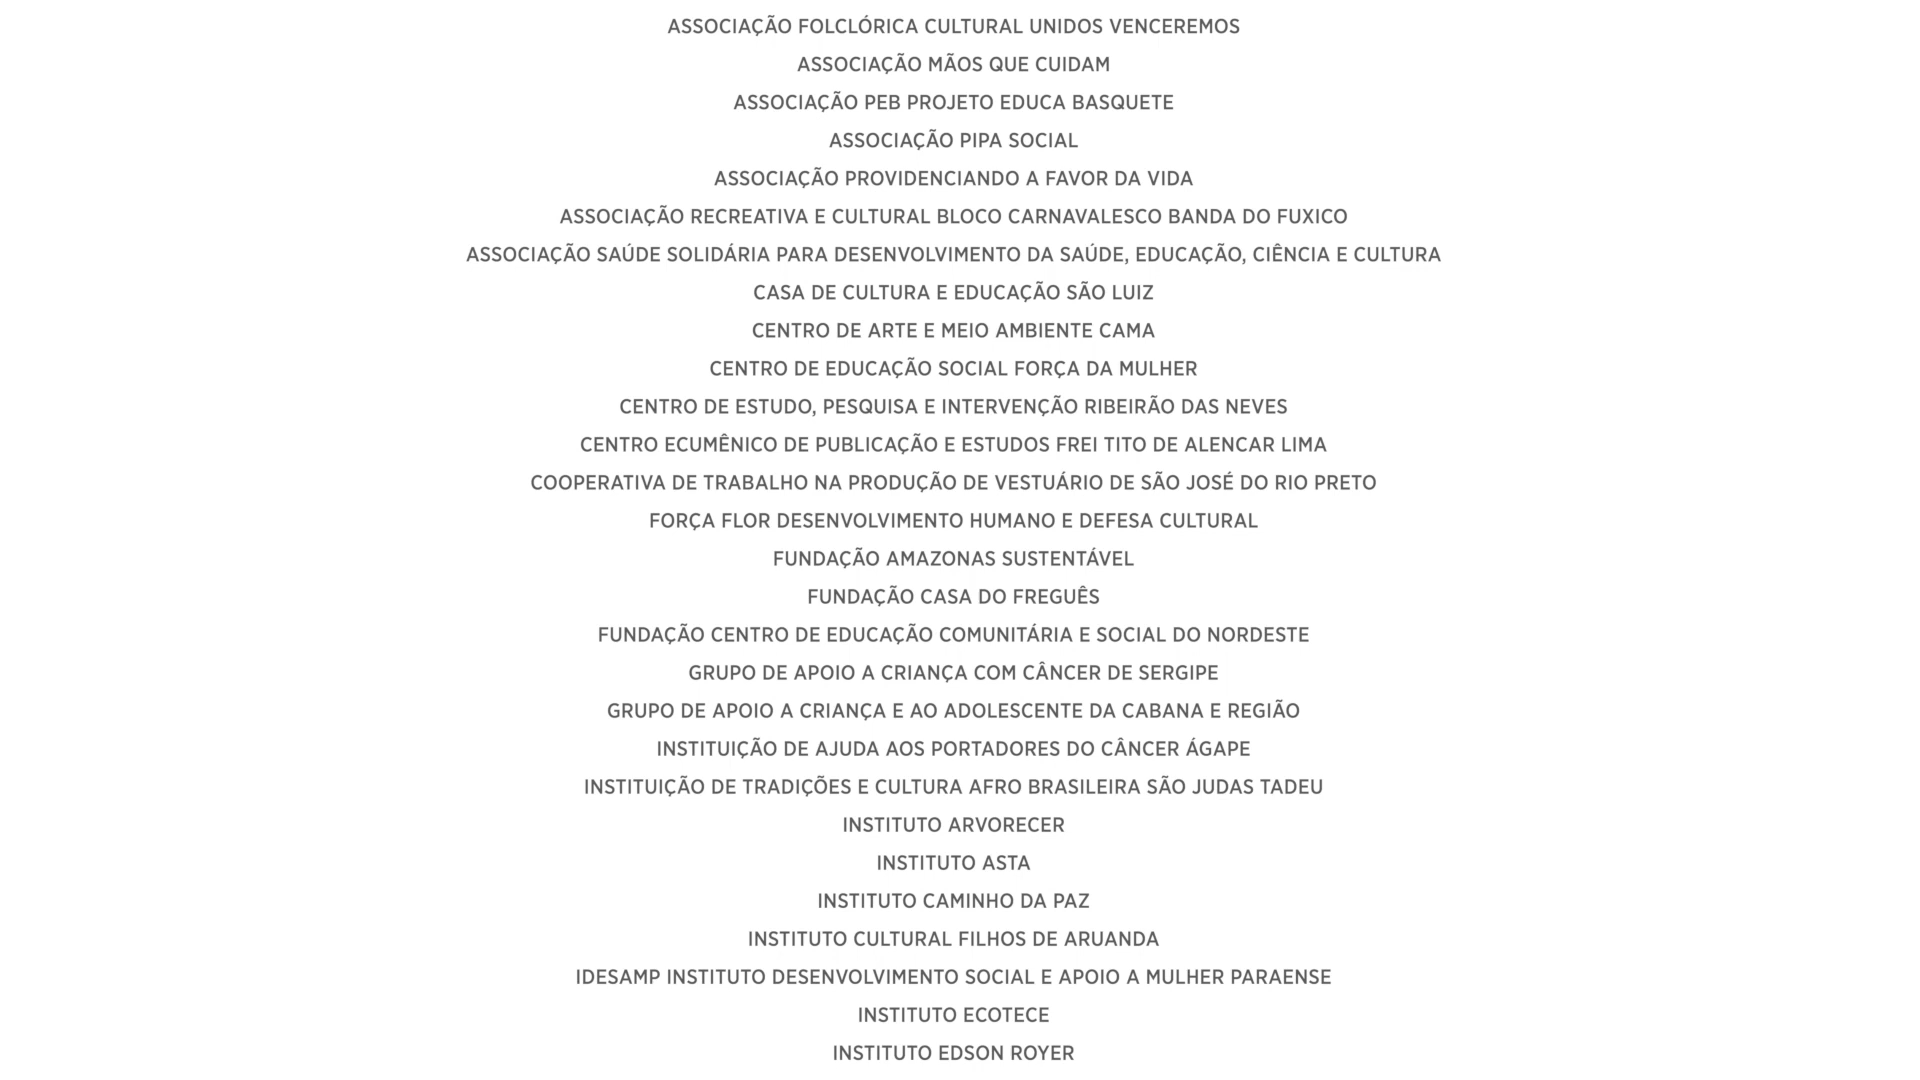 ASSOCIAÇÃO FOLCLÓRICA CULTURAL UNIDOS VENCEREMOS
ASSOCIAÇÃO MÃOS QUE CUIDAM
ASSOCIAÇÃO PEB PROJETO EDUCA BASQUETE
ASSOCIAÇÃO PIPA SOCIAL
ASSOCIAÇÃO PROVIDENCIANDO A FAVOR DA VIDA
ASSOCIAÇÃO RECREATIVA E CULTURAL BLOCO CARNAVALESCO BANDA DO FUXICO
ASSOCIAÇÃO SAÚDE SOLIDÁRIA PARA DESENVOLVIMENTO DA SAÚDE, EDUCAÇÃO, CIÊNCIA E CULTURA
CASA DE CULTURA E EDUCAÇÃO SÃO LUIZ
CENTRO DE ARTE E MEIO AMBIENTE CAMA
CENTRO DE EDUCAÇÃO SOCIAL FORÇA DA MULHER
CENTRO DE ESTUDO, PESQUISA E INTERVENÇÃO RIBEIRÃO DAS NEVES
CENTRO ECUMÊNICO DE PUBLICAÇÃO E ESTUDOS FREI TITO DE ALENCAR LIMA
COOPERATIVA DE TRABALHO NA PRODUÇÃO DE VESTUÁRIO DE SÃO JOSÉ DO RIO PRETO
FORÇA FLOR DESENVOLVIMENTO HUMANO E DEFESA CULTURAL
FUNDAÇÃO AMAZONAS SUSTENTÁVEL
FUNDAÇÃO CASA DO FREGUÊS
FUNDAÇÃO CENTRO DE EDUCAÇÃO COMUNITÁRIA E SOCIAL DO NORDESTE
GRUPO DE APOIO A CRIANÇA COM CÂNCER DE SERGIPE
GRUPO DE APOIO A CRIANÇA E AO ADOLESCENTE DA CABANA E REGIÃO
INSTITUIÇÃO DE AJUDA AOS PORTADORES DO CÂNCER ÁGAPE
INSTITUIÇÃO DE TRADIÇÕES E CULTURA AFRO BRASILEIRA SÃO JUDAS TADEU
INSTITUTO ARVORECER
INSTITUTO ASTA
INSTITUTO CAMINHO DA PAZ
INSTITUTO CULTURAL FILHOS DE ARUANDA
IDESAMP INSTITUTO DESENVOLVIMENTO SOCIAL E APOIO A MULHER PARAENSE
INSTITUTO ECOTECE
INSTITUTO EDSON ROYER